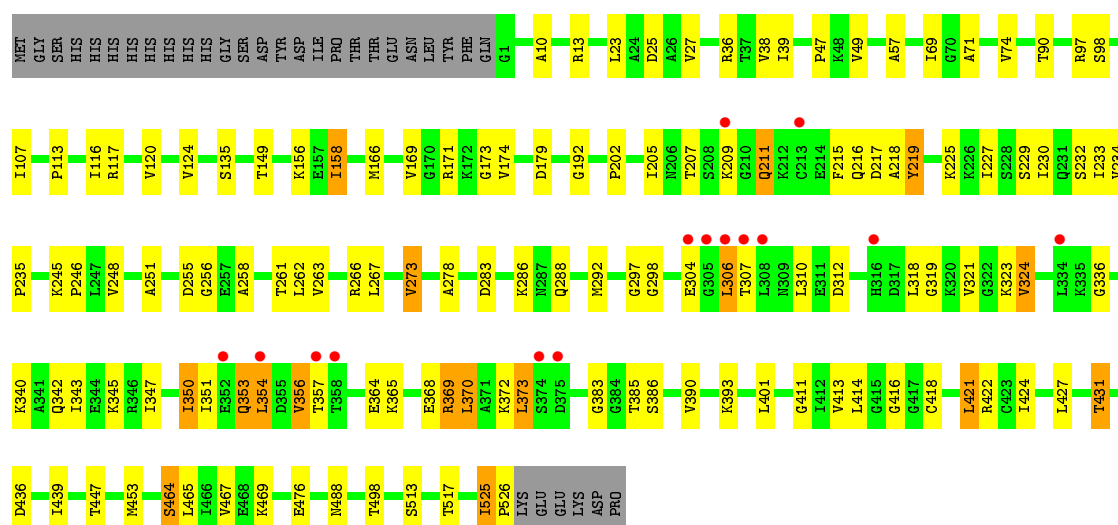 MET GLY SER HIS HIS HIS HIS HIS HIS HIS HIS GLY SER ASP TYR ASP ILE PRO THR THR GLU ASN LEU TYR PHE GLN G1 A10 R13 L23 A24 D25 A26 V27 R36 T37 V38 I39 P47 K48 V49 A57 I69 G70 A71 V74 T90 R97 S98
I107 P113 I116 R117 V120 V124 S135 T149 K156 E157 I158 M166 V169 G170 R171 K172 G173 V174 D179 G192 P202 I205 N206 T207 S208 K209 G210 Q211 K212 C213 E214 F215 Q216 D217 A218 Y219 K225 K226 I227 S228 S229 I230 Q231 S232 I233 V234
P235 K245 P246 L247 V248 A251 D255 G256 E257 A258 T261 L262 V263 R266 L267 V273 A278 D283 K286 N287 Q288 M292 G297 G298 E304 G305 L306 T307 L308 N309 L310 E311 D312 H316 D317 L318 G319 K320 V321 G322 K323 V324 L334 K335 G336
K340 A341 Q342 I343 E344 K345 R346 I347 I350 I351 E352 Q353 L354 D355 V356 T357 T358 E364 K365 E368 R369 L370 A371 K372 L373 S374 D375 G383 G384 T385 S386 V390 K393 L401 G411 I412 V413 L414 G415 G416 G417 C418 L421 R422 C423 I424 L427 T431
D436 I439 T447 M453 S464 L465 I466 V467 E468 K469 E476 N488 T498 S513 T517 I525 P526 LYS GLU GLU LYS ASP PRO